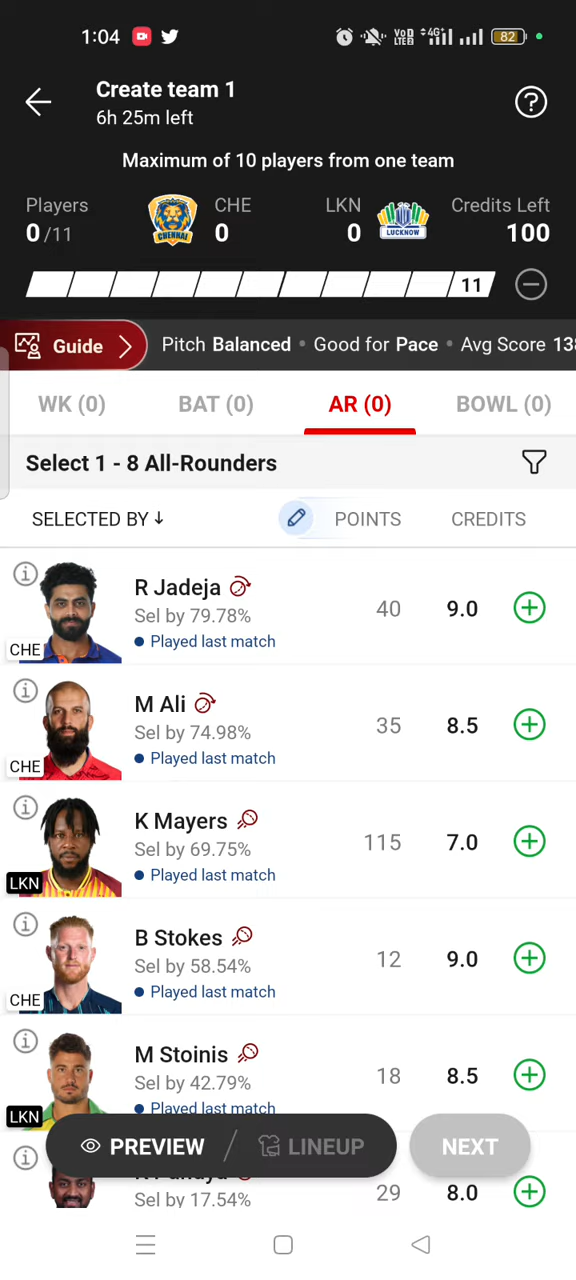 1:04
VoD LTED 4G 82
Create team 1
6h 25m left
Maximum of 10 players from one team
Players CHE LKN Credits Left
0/11 0 0 100
CHENNAI LUCKNOW
11
Guide Pitch Balanced • Good for Pace • Avg Score 138
WK (0) BAT (0) AR (0) BOWL (0)
Select 1 - 8 All-Rounders
SELECTED BY ↓ POINTS CREDITS
R Jadeja
Sel by 79.78% 40 9.0
CHE Played last match
M Ali
Sel by 74.98% 35 8.5
CHE Played last match
K Mayers
Sel by 69.75% 115 7.0
LKN Played last match
B Stokes
Sel by 58.54% 12 9.0
CHE Played last match
M Stoinis
Sel by 42.79% 18 8.5
LKN Played last match
PREVIEW LINEUP NEXT
Sel by 17.54% 29 8.0